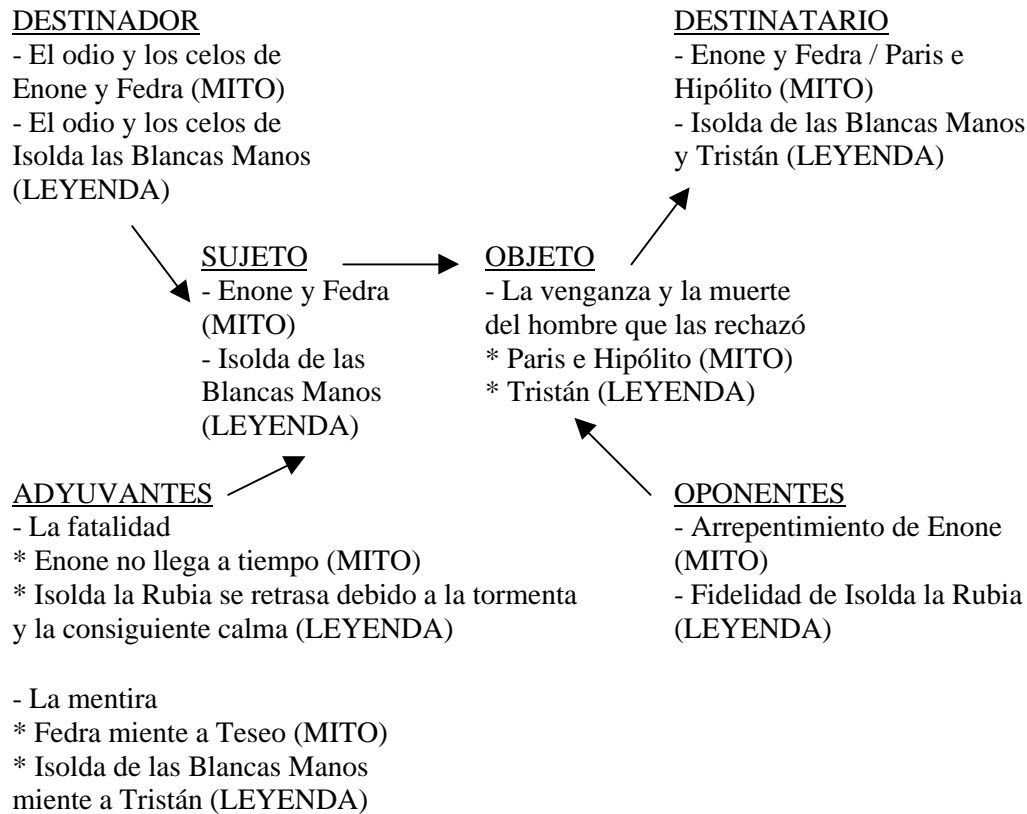 DESTINADOR
- El odio y los celos de
Enone y Fedra (MITO)
- El odio y los celos de
Isolda las Blancas Manos
(LEYENDA)
DESTINATARIO
- Enone y Fedra / Paris e
Hipólito (MITO)
- Isolda de las Blancas Manos
y Tristán (LEYENDA)
SUJETO
- Enone y Fedra
(MITO)
- Isolda de las
Blancas Manos
(LEYENDA)
OBJETO
- La venganza y la muerte
del hombre que las rechazó
* Paris e Hipólito (MITO)
* Tristán (LEYENDA)
ADYUVANTES
- La fatalidad
* Enone no llega a tiempo (MITO)
* Isolda la Rubia se retrasa debido a la tormenta
y la consiguiente calma (LEYENDA)
- La mentira
* Fedra miente a Teseo (MITO)
* Isolda de las Blancas Manos
miente a Tristán (LEYENDA)
OPONENTES
- Arrepentimiento de Enone
(MITO)
- Fidelidad de Isolda la Rubia
(LEYENDA)